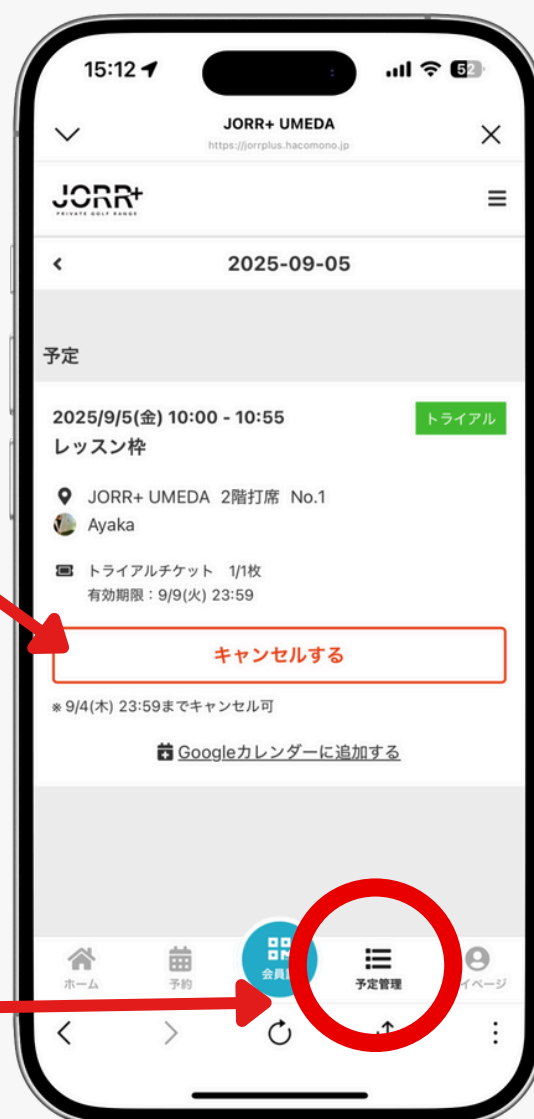 15:12
52
JORR+ UMEDA
https://jorrplus.hacomono.jp
JORR+
PRIVATE GOLF RANGE
2025-09-05
予定
2025/9/5(金) 10:00 - 10:55
トライアル
レッスン枠
JORR+ UMEDA 2階打席 No.1
Ayaka
トライアルチケット 1/1枚
有効期限：9/9(火) 23:59
キャンセルする
※ 9/4(木) 23:59までキャンセル可
Googleカレンダーに追加する
ホーム
予約
会員
予定管理
イページ